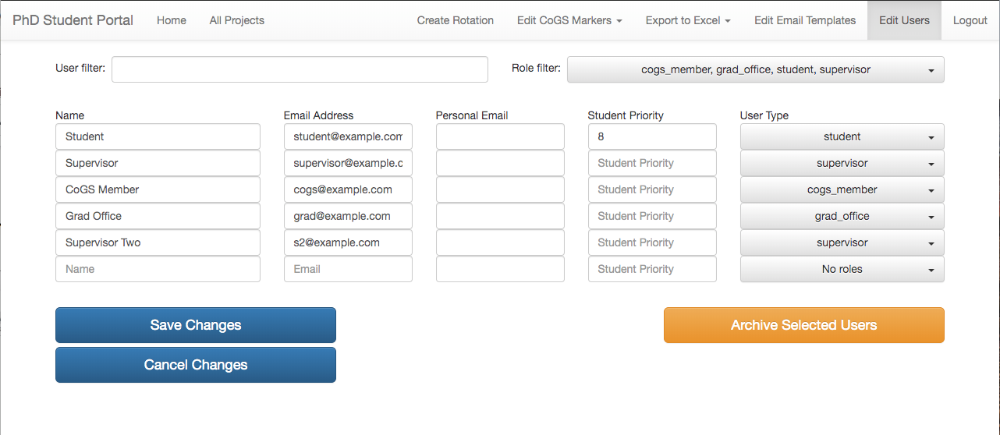 PhD Student Portal Home All Projects Create Rotation Edit CoGS Markers Export to Excel Edit Email Templates Edit Users Logout
User filter: Role filter: cogs_member, grad_office, student, supervisor
Name Email Address Personal Email Student Priority User Type
Student student@example.com 8 student
Supervisor supervisor@example.c Student Priority supervisor
CoGS Member cogs@example.com Student Priority cogs_member
Grad Office grad@example.com Student Priority grad_office
Supervisor Two s2@example.com Student Priority supervisor
Name Email Student Priority No roles
Save Changes Archive Selected Users
Cancel Changes